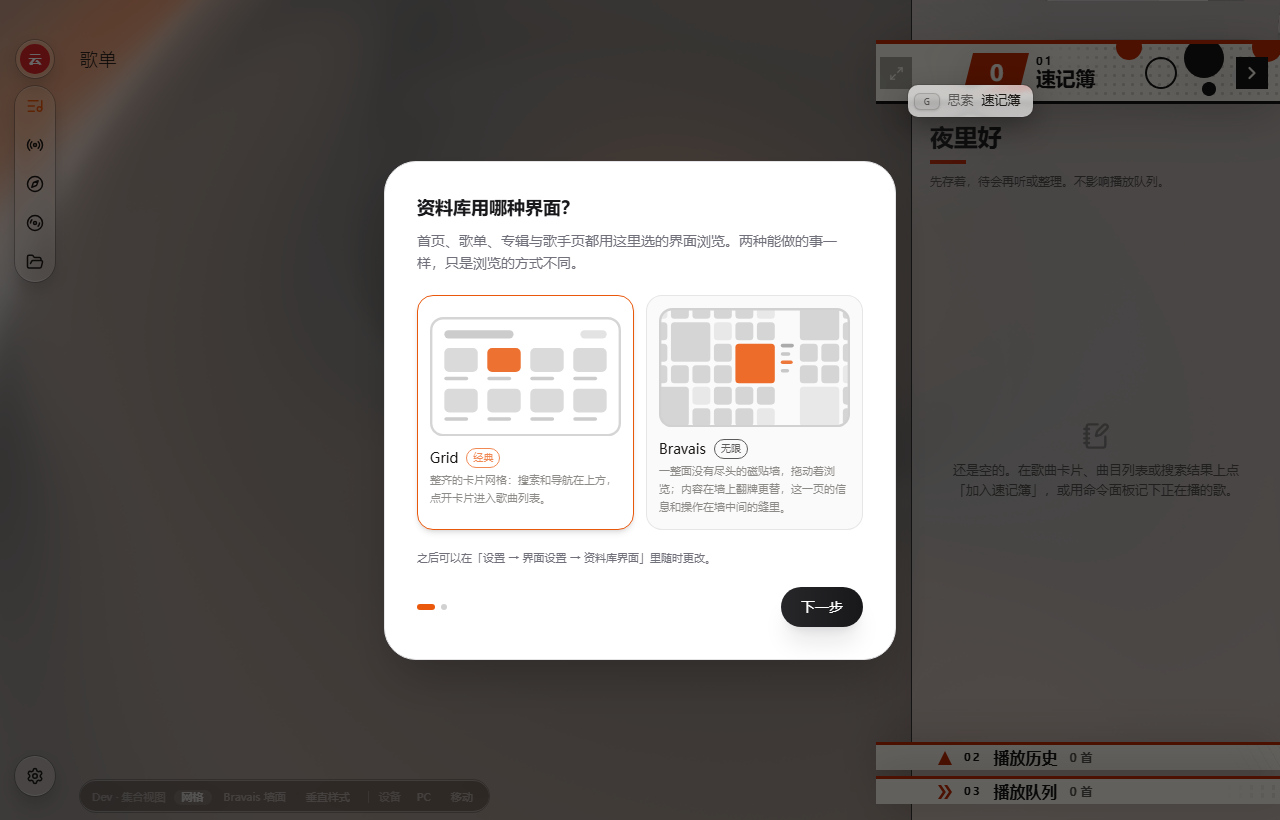 云
歌单
0
01
速记簿
G 思索 速记簿
夜里好
先存着，待会再听或整理。不影响播放队列。
资料库用哪种界面？
首页、歌单、专辑与歌手页都用这里选的界面浏览。两种能做的事一
样，只是浏览的方式不同。
Grid 经典
整齐的卡片网格：搜索和导航在上方，
点开卡片进入歌曲列表。
Bravais 无限
一整面没有尽头的磁贴墙，拖动着浏
览；内容在墙上翻牌更替，这一页的信
息和操作在墙中间的缝里。
之后可以在「设置 → 界面设置 → 资料库界面」里随时更改。
下一步
还是空的。在歌曲卡片、曲目列表或搜索结果上点
「加入速记簿」，或用命令面板记下正在播的歌。
02 播放历史 0 首
03 播放队列 0 首
Dev · 集合视图 网格 Bravais 墙面 垂直样式 设备 PC 移动